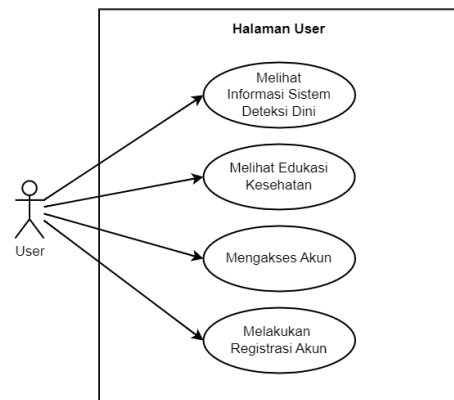 Halaman User
Melihat
Informasi Sistem
Deteksi Dini
Melihat Edukasi
Kesehatan
User
Mengakses Akun
Melakukan
Registrasi Akun